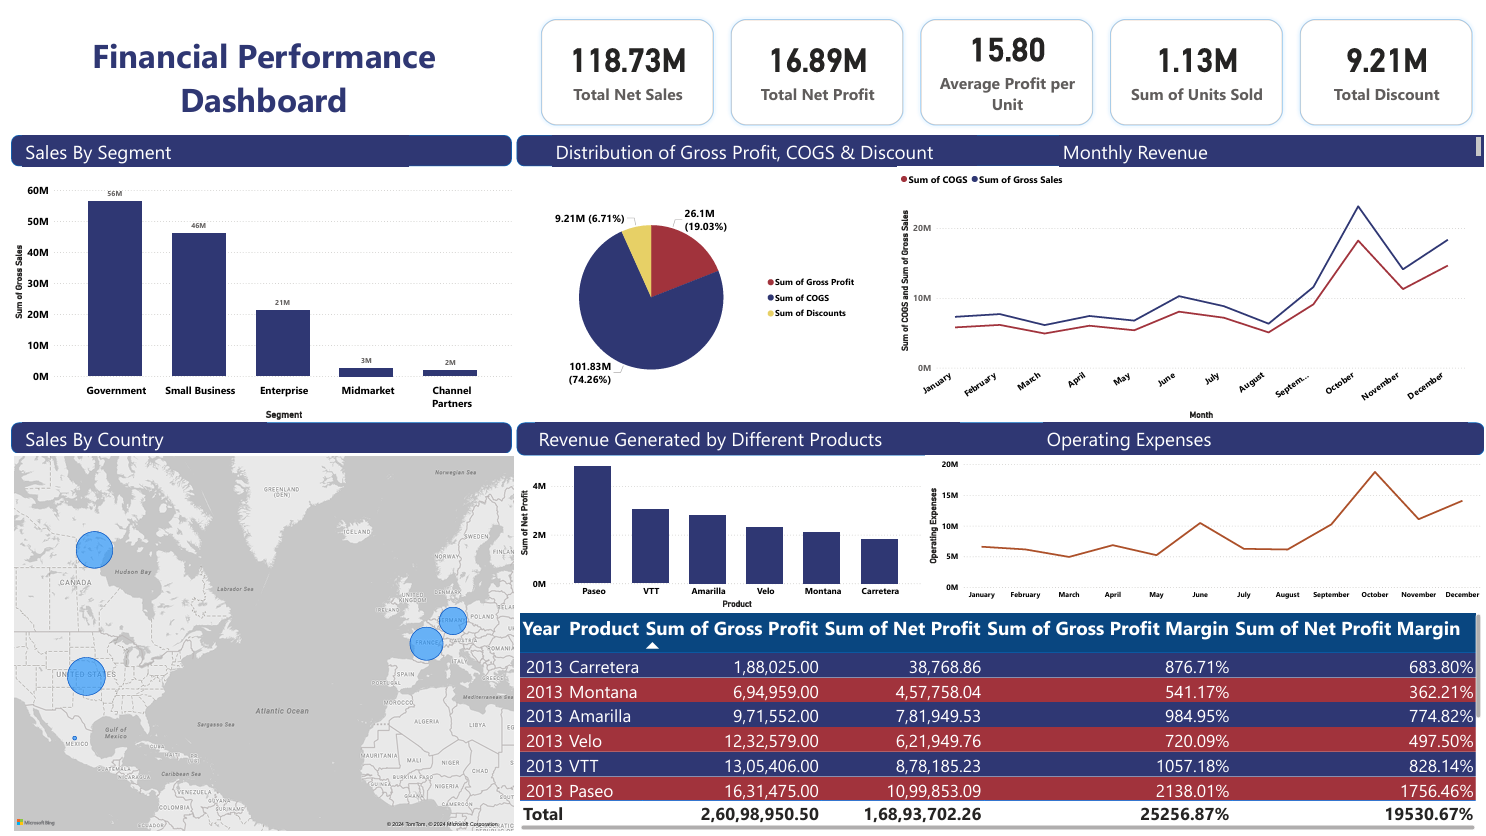 Financial Performance
Dashboard
118.73M
Total Net Sales
16.89M
Total Net Profit
15.80
Average Profit per
Unit
1.13M
Sum of Units Sold
9.21M
Total Discount
Sales By Segment
Sum of Gross Sales
60M
50M
40M
30M
20M
10M
0M
56M
46M
21M
3M
2M
Government
Small Business
Enterprise
Midmarket
Channel
Partners
Segment
Distribution of Gross Profit, COGS & Discount
9.21M (6.71%)
26.1M
(19.03%)
101.83M
(74.26%)
Sum of Gross Profit
Sum of COGS
Sum of Discounts
Monthly Revenue
Sum of COGS Sum of Gross Sales
Sum of COGS and Sum of Gross Sales
20M
10M
0M
January
February
March
April
May
June
July
August
Septem...
October
November
December
Month
Sales By Country
Norwegian Sea
GREENLAND
(DEN)
ICELAND
SWEDEN
FINLAN
NORWAY
Hudson Bay
CANADA
Labrador Sea
DENMARK
UNITED
KINGDOM
IRELAND
POLAND
BELA
GERMANY
FRANCE
AUSTRIA
ROMANIA
ITALY
SPAIN
PORTUGAL
GREECE
UNITED STATES
Mediterranean Sea
MOROCCO
Atlantic Ocean
Sargasso Sea
ALGERIA
LIBYA
EG
Gulf of
Mexico
MEXICO
MAURITANIA
MALI
NIGER
CHAD
Caribbean Sea
GUATEMALA
NICARAGUA
BURKINA FASO
GUINEA
NIGERIA
VENEZUELA
GUYANA
SURINAME
COLOMBIA
GHANA
CAMEROON
ECUADOR
Microsoft Bing
© 2024 TomTom, © 2024 Microsoft Corporation
Revenue Generated by Different Products
Sum of Net Profit
4M
2M
0M
Paseo
VTT
Amarilla
Velo
Montana
Carretera
Product
Operating Expenses
Operating Expenses
20M
15M
10M
5M
0M
January
February
March
April
May
June
July
August
September
October
November
December
Year Product Sum of Gross Profit Sum of Net Profit Sum of Gross Profit Margin Sum of Net Profit Margin
2013 Carretera 1,88,025.00 38,768.86 876.71% 683.80%
2013 Montana 6,94,959.00 4,57,758.04 541.17% 362.21%
2013 Amarilla 9,71,552.00 7,81,949.53 984.95% 774.82%
2013 Velo 12,32,579.00 6,21,949.76 720.09% 497.50%
2013 VTT 13,05,406.00 8,78,185.23 1057.18% 828.14%
2013 Paseo 16,31,475.00 10,99,853.09 2138.01% 1756.46%
Total 2,60,98,950.50 1,68,93,702.26 25256.87% 19530.67%